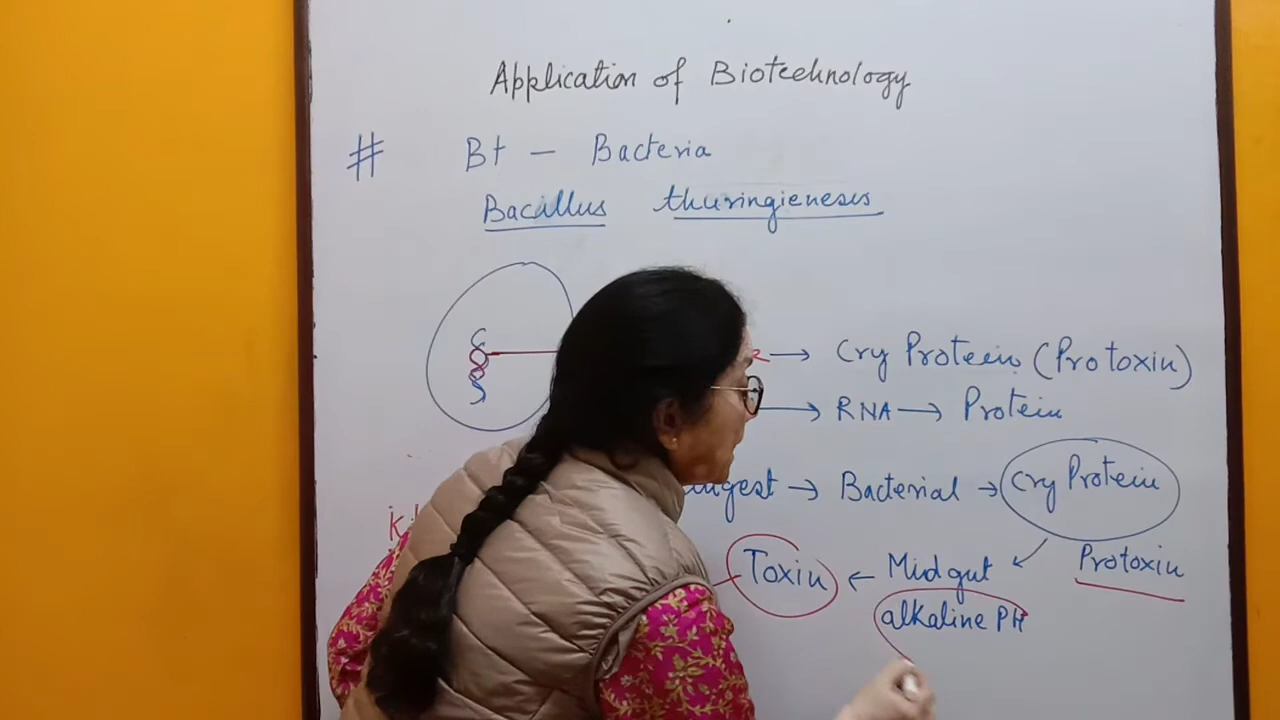 Application of Biotechnology
# Bt - Bacteria
Bacillus thuringienesis
→ Cry Protein (Protoxin)
→ RNA → Protein
→ Bacterial → Cry Protein
Toxin ← Midgut ↙ Protoxin
alkaline PH